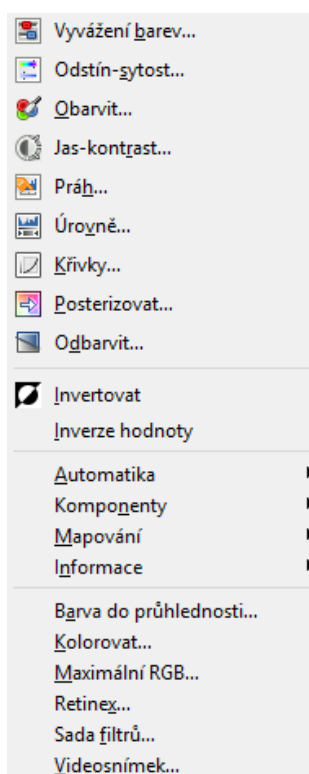 Vyvážení barev...
Odstín-sytost...
Obarvit...
Jas-kontrast...
Práh...
Úrovně...
Křivky...
Posterizovat...
Odbarvit...
Invertovat
Inverze hodnoty
Automatika
Komponenty
Mapování
Informace
Barva do průhlednosti...
Kolorovat...
Maximální RGB...
Retinex...
Sada filtrů...
Videosnímek...